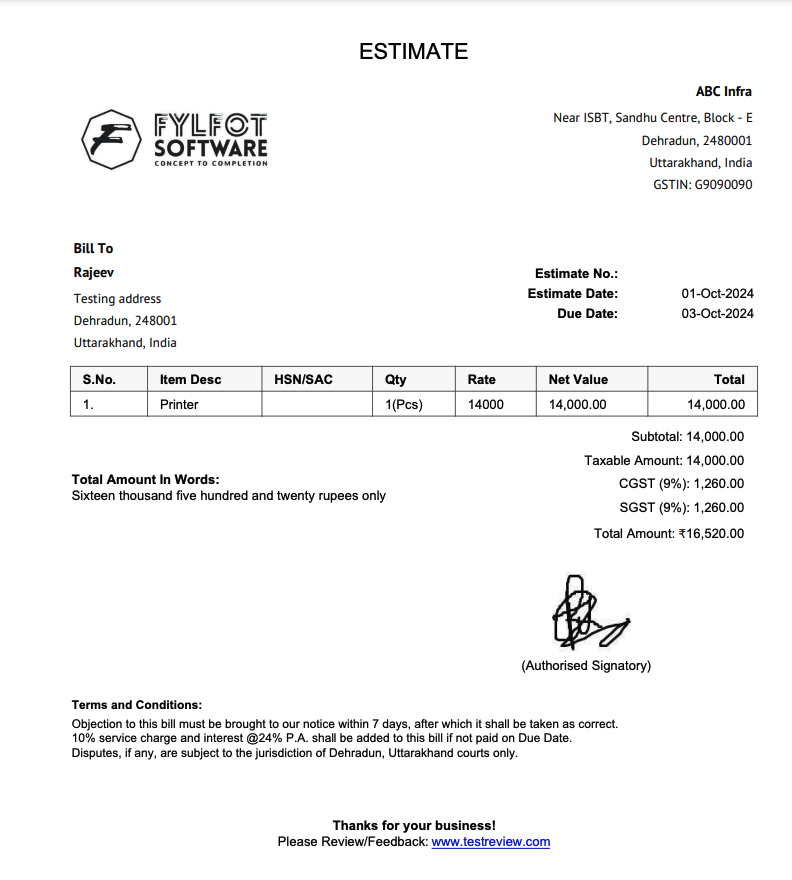 ESTIMATE
ABC Infra
Near ISBT, Sandhu Centre, Block - E
Dehradun, 2480001
Uttarakhand, India
GSTIN: G9090090
FYLFOT
SOFTWARE
CONCEPT TO COMPLETION
Bill To
Rajeev
Testing address
Dehradun, 248001
Uttarakhand, India
Estimate No.:
Estimate Date: 01-Oct-2024
Due Date: 03-Oct-2024
S.No. Item Desc HSN/SAC Qty Rate Net Value Total
1. Printer 1(Pcs) 14000 14,000.00 14,000.00
Subtotal: 14,000.00
Taxable Amount: 14,000.00
CGST (9%): 1,260.00
SGST (9%): 1,260.00
Total Amount: ₹16,520.00
Total Amount In Words:
Sixteen thousand five hundred and twenty rupees only
(Authorised Signatory)
Terms and Conditions:
Objection to this bill must be brought to our notice within 7 days, after which it shall be taken as correct.
10% service charge and interest @24% P.A. shall be added to this bill if not paid on Due Date.
Disputes, if any, are subject to the jurisdiction of Dehradun, Uttarakhand courts only.
Thanks for your business!
Please Review/Feedback: www.testreview.com